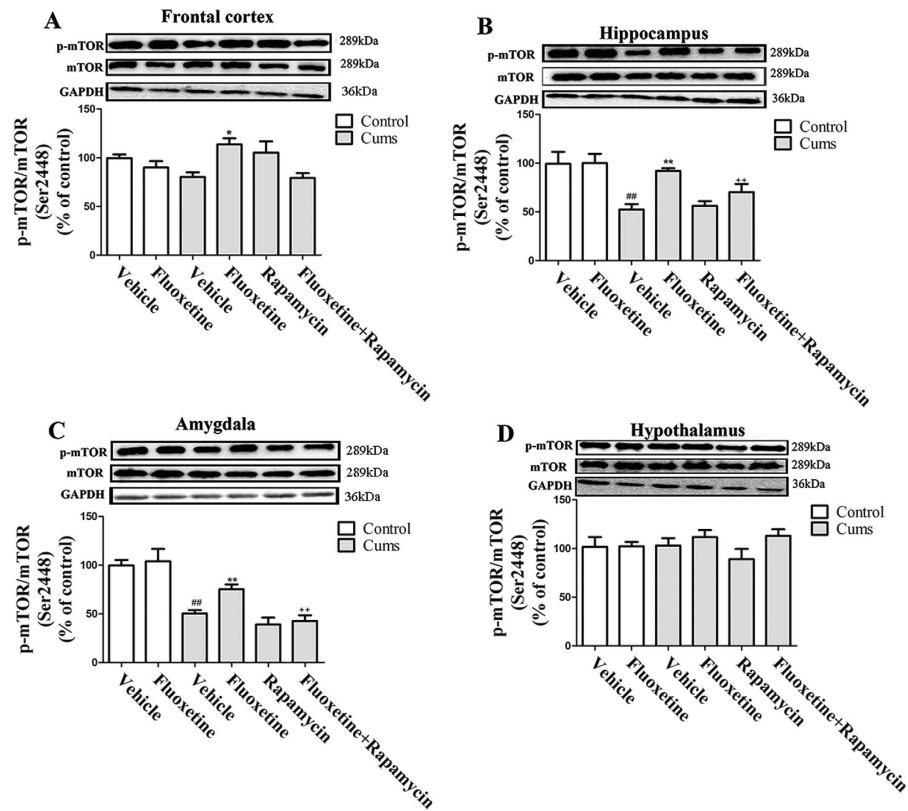 A
Frontal cortex
p-mTOR
289kDa
mTOR
289kDa
GAPDH
36kDa
Control
Cums
p-mTOR/mTOR
(Ser2448)
(% of control)
150
100
50
0
*
Vehicle
Fluoxetine
Vehicle
Fluoxetine
Rapamycin
Fluoxetine+Rapamycin
B
Hippocampus
p-mTOR
289kDa
mTOR
289kDa
GAPDH
36kDa
Control
Cums
p-mTOR/mTOR
(Ser2448)
(% of control)
150
100
50
0
##
**
++
Vehicle
Fluoxetine
Vehicle
Fluoxetine
Rapamycin
Fluoxetine+Rapamycin
C
Amygdala
p-mTOR
289kDa
mTOR
289kDa
GAPDH
36kDa
Control
Cums
p-mTOR/mTOR
(Ser2448)
(% of control)
150
100
50
0
##
**
++
Vehicle
Fluoxetine
Vehicle
Fluoxetine
Rapamycin
Fluoxetine+Rapamycin
D
Hypothalamus
p-mTOR
289kDa
mTOR
289kDa
GAPDH
36kDa
Control
Cums
p-mTOR/mTOR
(Ser2448)
(% of control)
150
100
50
0
Vehicle
Fluoxetine
Vehicle
Fluoxetine
Rapamycin
Fluoxetine+Rapamycin